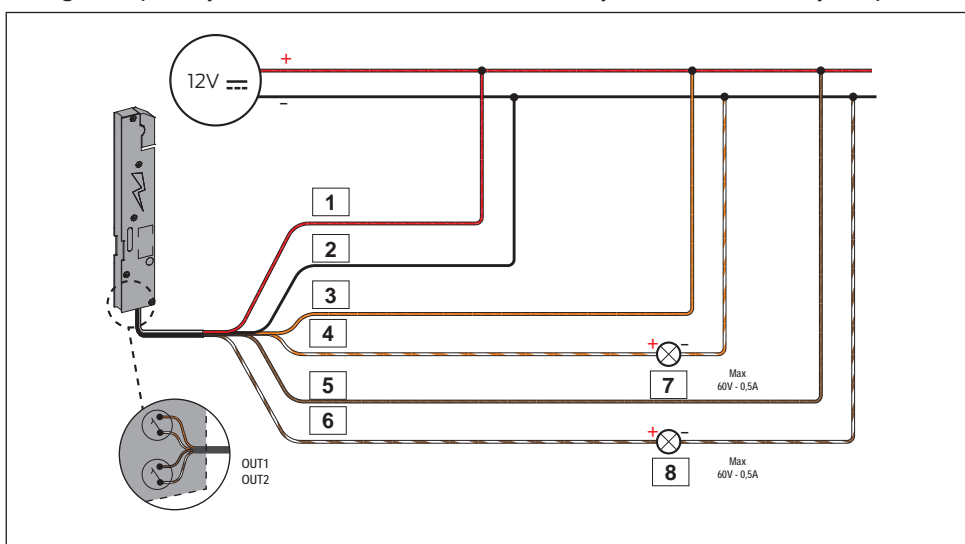 +
12V
–
1
2
3
4
+ –
7
Max
60V - 0,5A
5
6
+ –
8
Max
60V - 0,5A
OUT1
OUT2